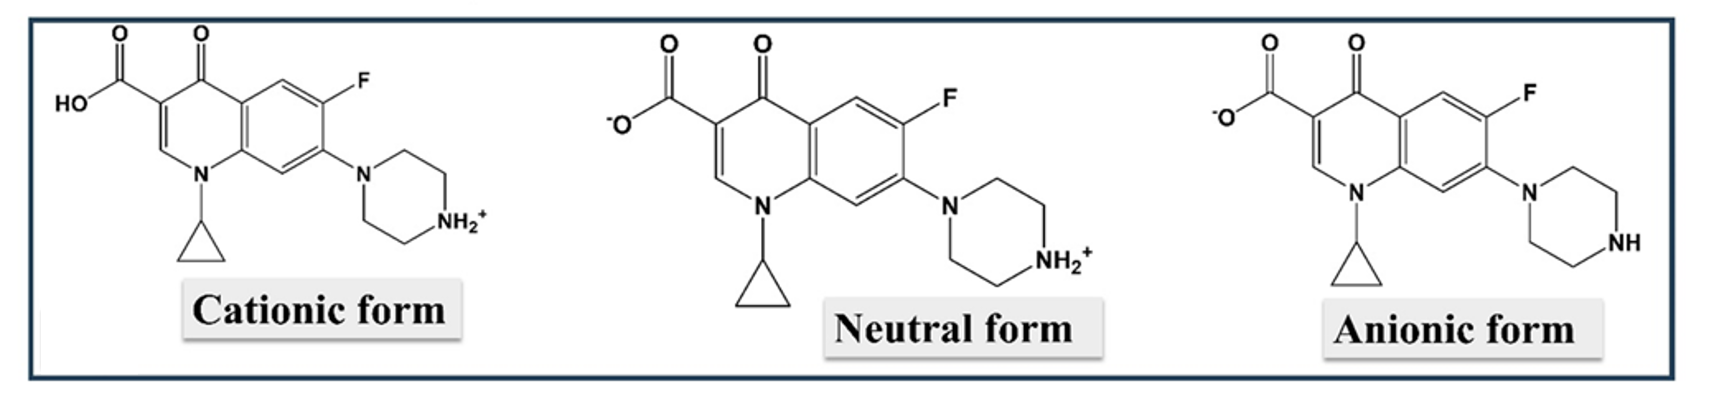 O O
HO
F
N
N
NH2+
Cationic form
O O
-O
F
N
N
NH2+
Neutral form
O O
-O
F
N
N
NH
Anionic form